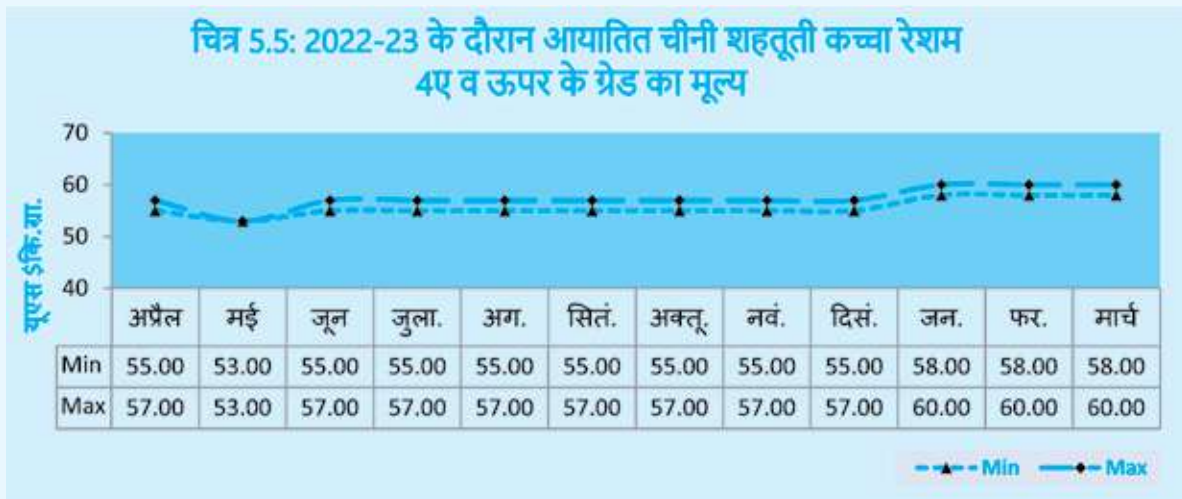 चित्र 5.5: 2022-23 के दौरान आयातित चीनी शहतूती कच्चा रेशम
4ए व ऊपर के ग्रेड का मूल्य
यूएस $कि.ग्रा.
70
60
50
40
अप्रैल मई जून जुला. अग. सितं. अक्तू. नवं. दिसं. जन. फर. मार्च
Min 55.00 53.00 55.00 55.00 55.00 55.00 55.00 55.00 55.00 58.00 58.00 58.00
Max 57.00 53.00 57.00 57.00 57.00 57.00 57.00 57.00 57.00 60.00 60.00 60.00
Min Max